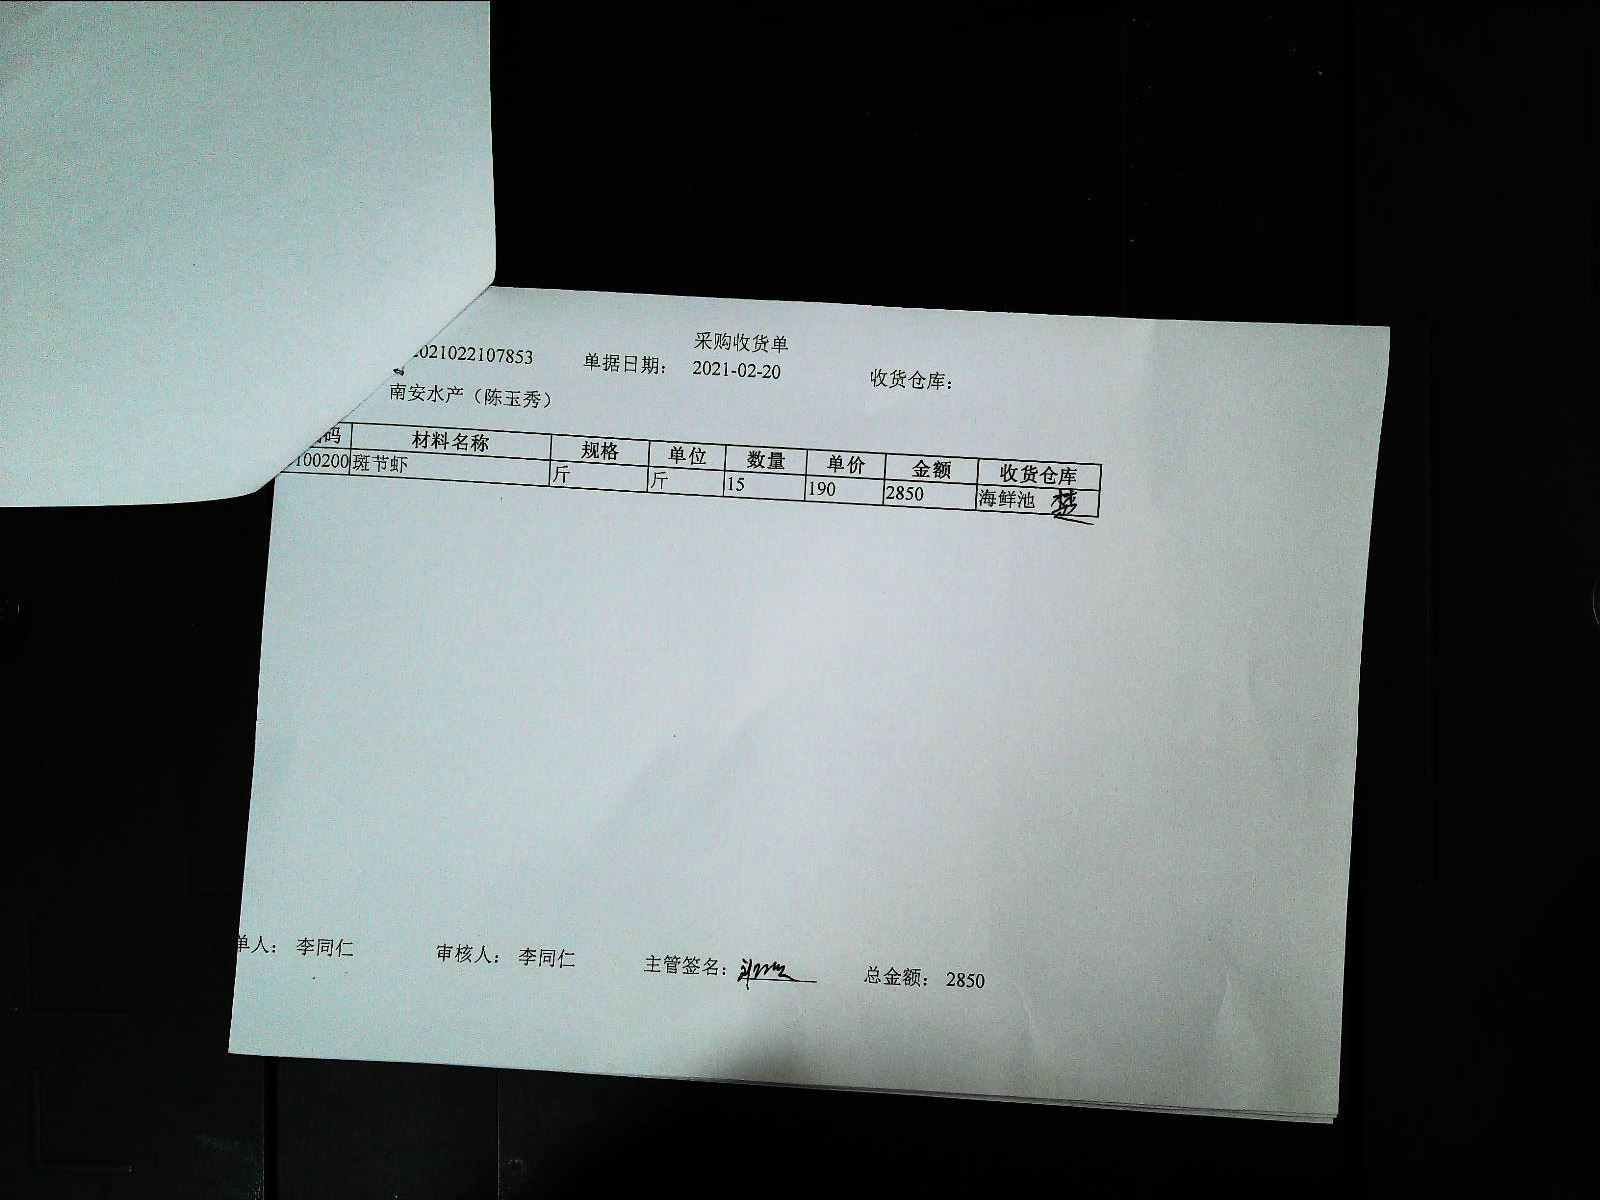 采购收货单
2021022107853 单据日期： 2021-02-20 收货仓库：
南安水产（陈玉秀）
码 材料名称 规格 单位 数量 单价 金额 收货仓库
100200 斑节虾 斤 斤 15 190 2850 海鲜池
单人： 李同仁 审核人： 李同仁 主管签名： 总金额： 2850